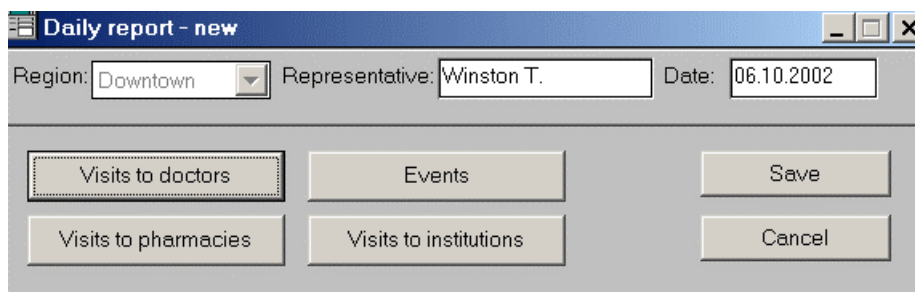 Daily report - new
Region: Downtown Representative: Winston T. Date: 06.10.2002
Visits to doctors Events Save
Visits to pharmacies Visits to institutions Cancel